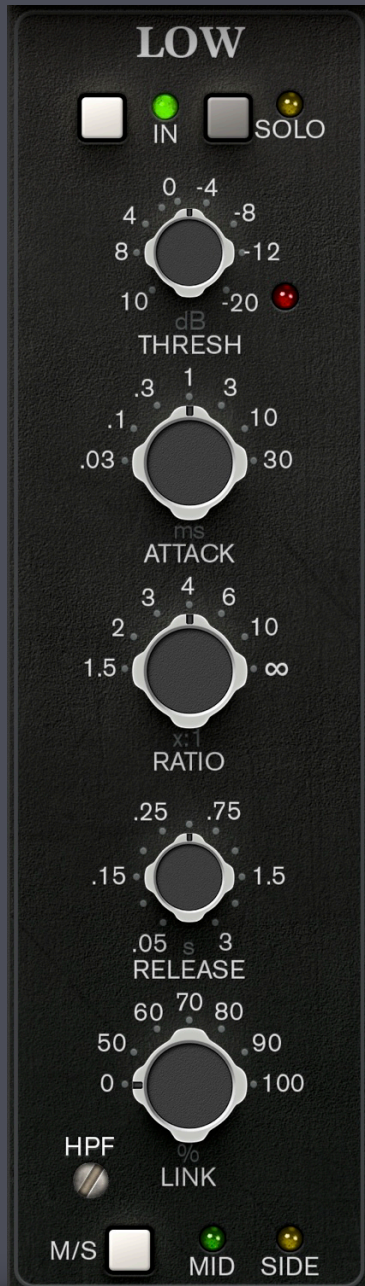 LOW
IN
SOLO
0 -4
4 -8
8 -12
10 -20
dB
THRESH
1
.3 3
.1 10
.03 30
ms
ATTACK
4
3 6
2 10
1.5 ∞
x:1
RATIO
.25 .75
.15 1.5
.05 s 3
RELEASE
70
60 80
50 90
0 100
%
HPF
LINK
M/S
MID SIDE